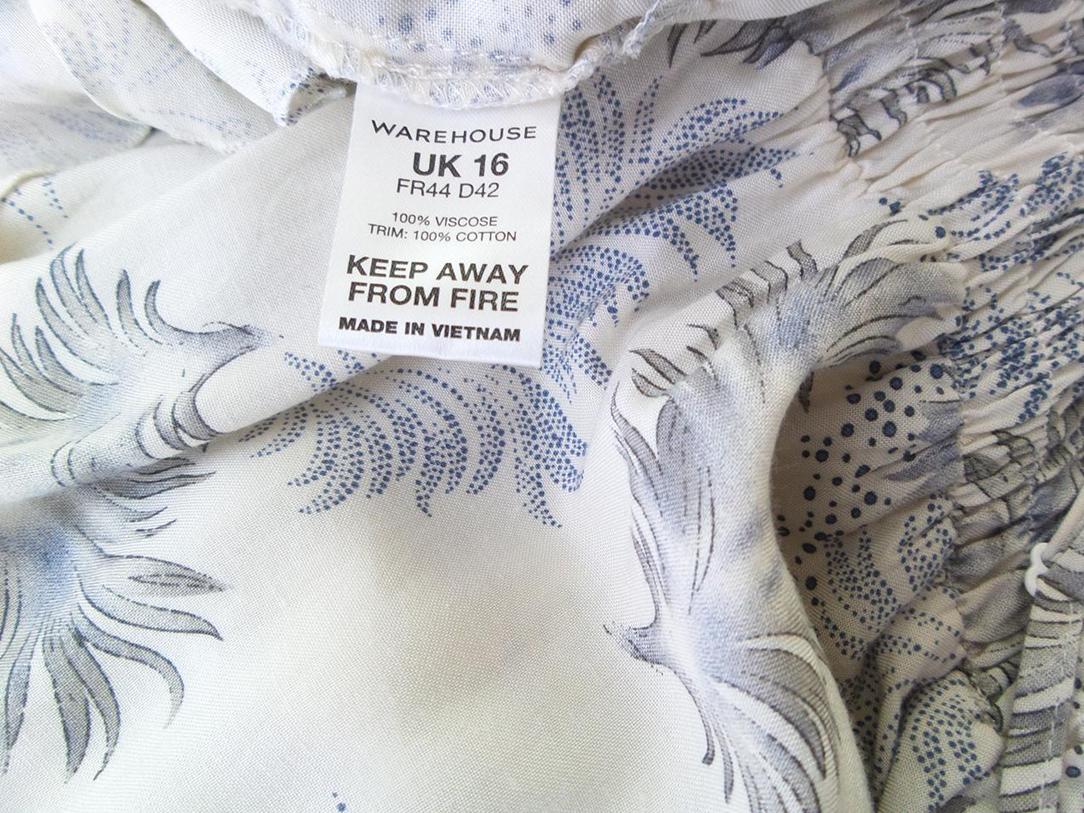 WAREHOUSE
UK 16
FR44 D42
100% VISCOSE
TRIM: 100% COTTON
KEEP AWAY
FROM FIRE
MADE IN VIETNAM